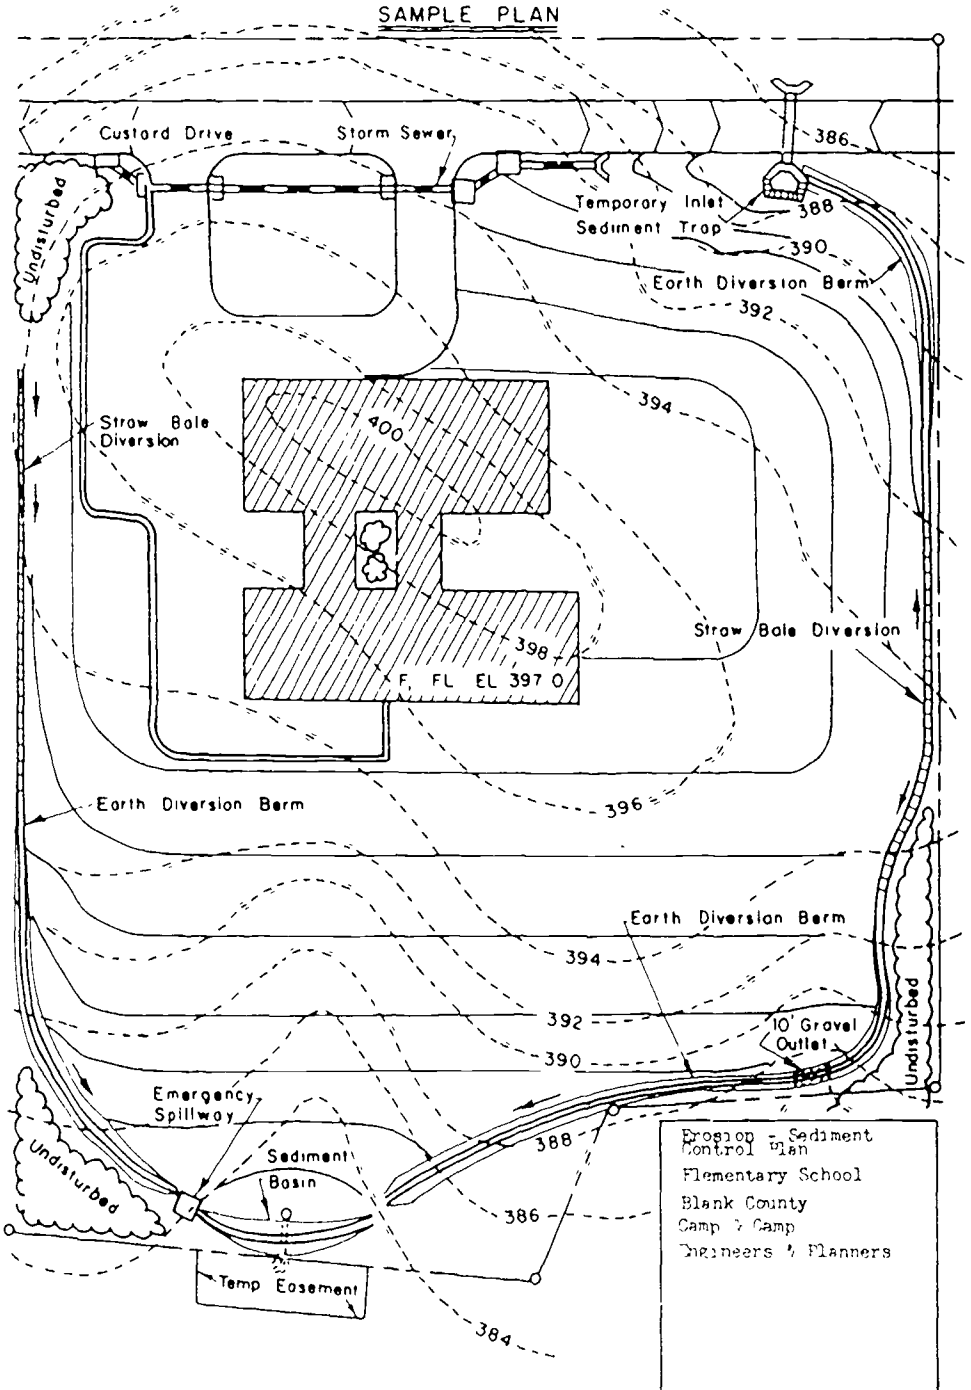 SAMPLE PLAN
386
Custard Drive
Storm Sewer
Undisturbed
Temporary Inlet
Sediment Trap
388
390
Earth Diversion Berm
392
394
400
Straw Bale
Diversion
398
Straw Bale Diversion
F. FL EL 397 0
396
Earth Diversion Berm
Earth Diversion Berm
394
392
10' Gravel
Outlet
Undisturbed
390
Emergency
Spillway
388
Undisturbed
Sediment
Basin
386
Temp Easement
384
Erosion - Sediment
Control Plan
Elementary School
Blank County
Camp & Camp
Engineers & Planners